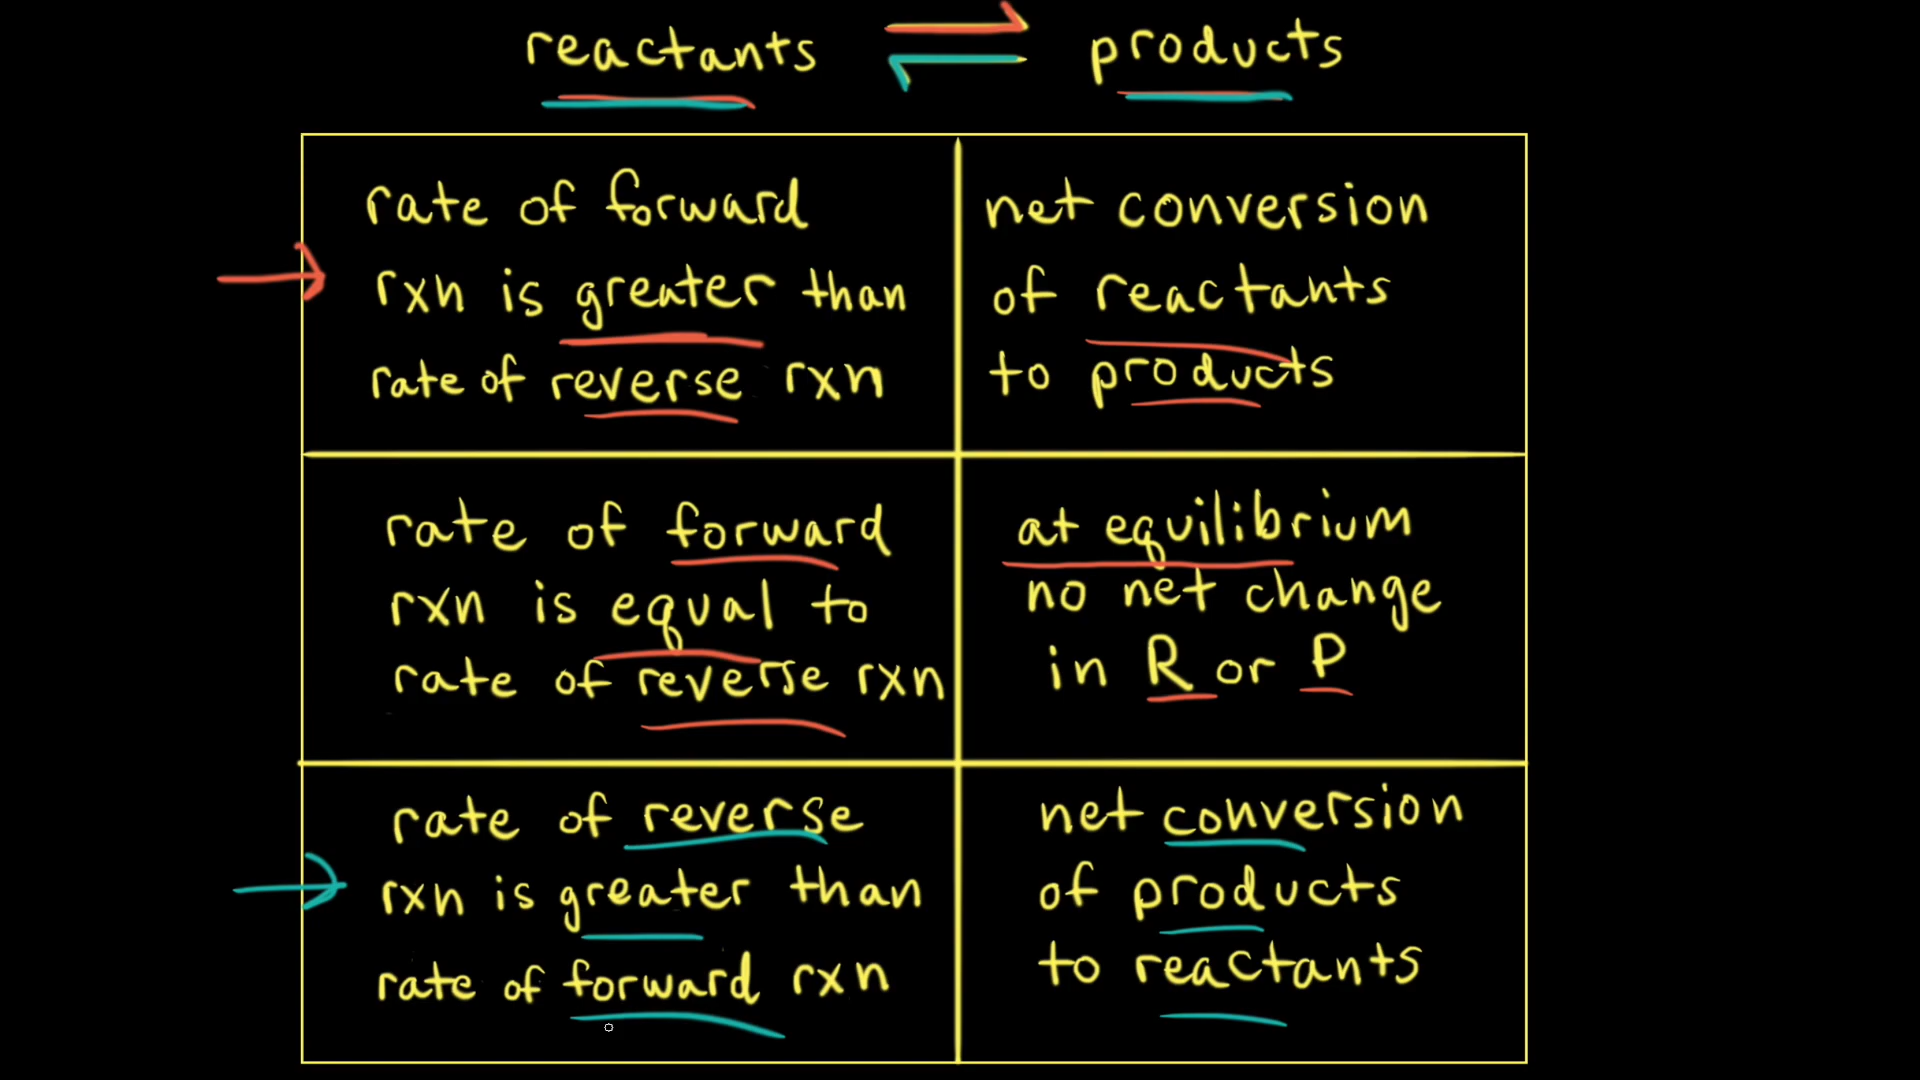 reactants ⇌ products
rate of forward
rxn is greater than
rate of reverse rxn
net conversion
of reactants
to products
rate of forward
rxn is equal to
rate of reverse rxn
at equilibrium
no net change
in R or P
rate of reverse
rxn is greater than
rate of forward rxn
net conversion
of products
to reactants